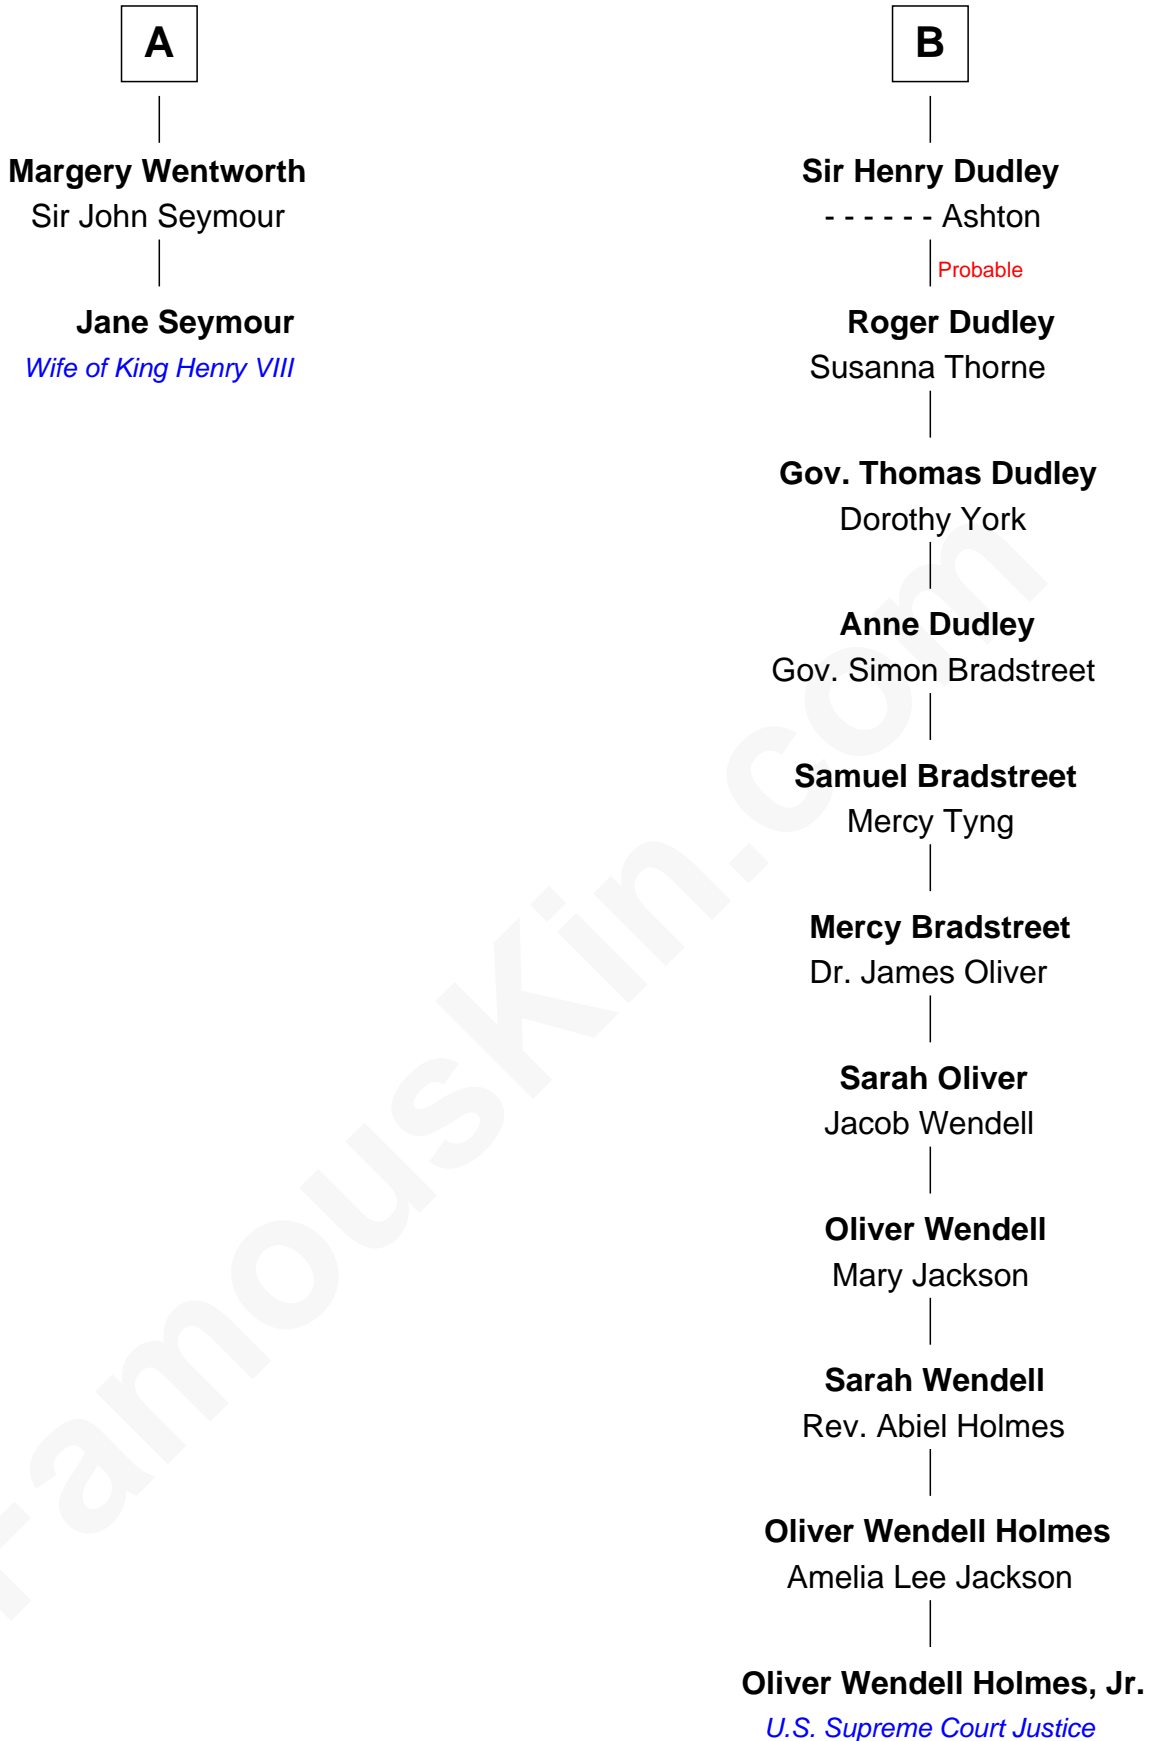 A
Margery Wentworth
Sir John Seymour
Jane Seymour
Wife of King Henry VIII
B
Sir Henry Dudley
- - - - - - Ashton
Probable
Roger Dudley
Susanna Thorne
Gov. Thomas Dudley
Dorothy York
Anne Dudley
Gov. Simon Bradstreet
Samuel Bradstreet
Mercy Tyng
Mercy Bradstreet
Dr. James Oliver
Sarah Oliver
Jacob Wendell
Oliver Wendell
Mary Jackson
Sarah Wendell
Rev. Abiel Holmes
Oliver Wendell Holmes
Amelia Lee Jackson
Oliver Wendell Holmes, Jr.
U.S. Supreme Court Justice
FamousKin.com